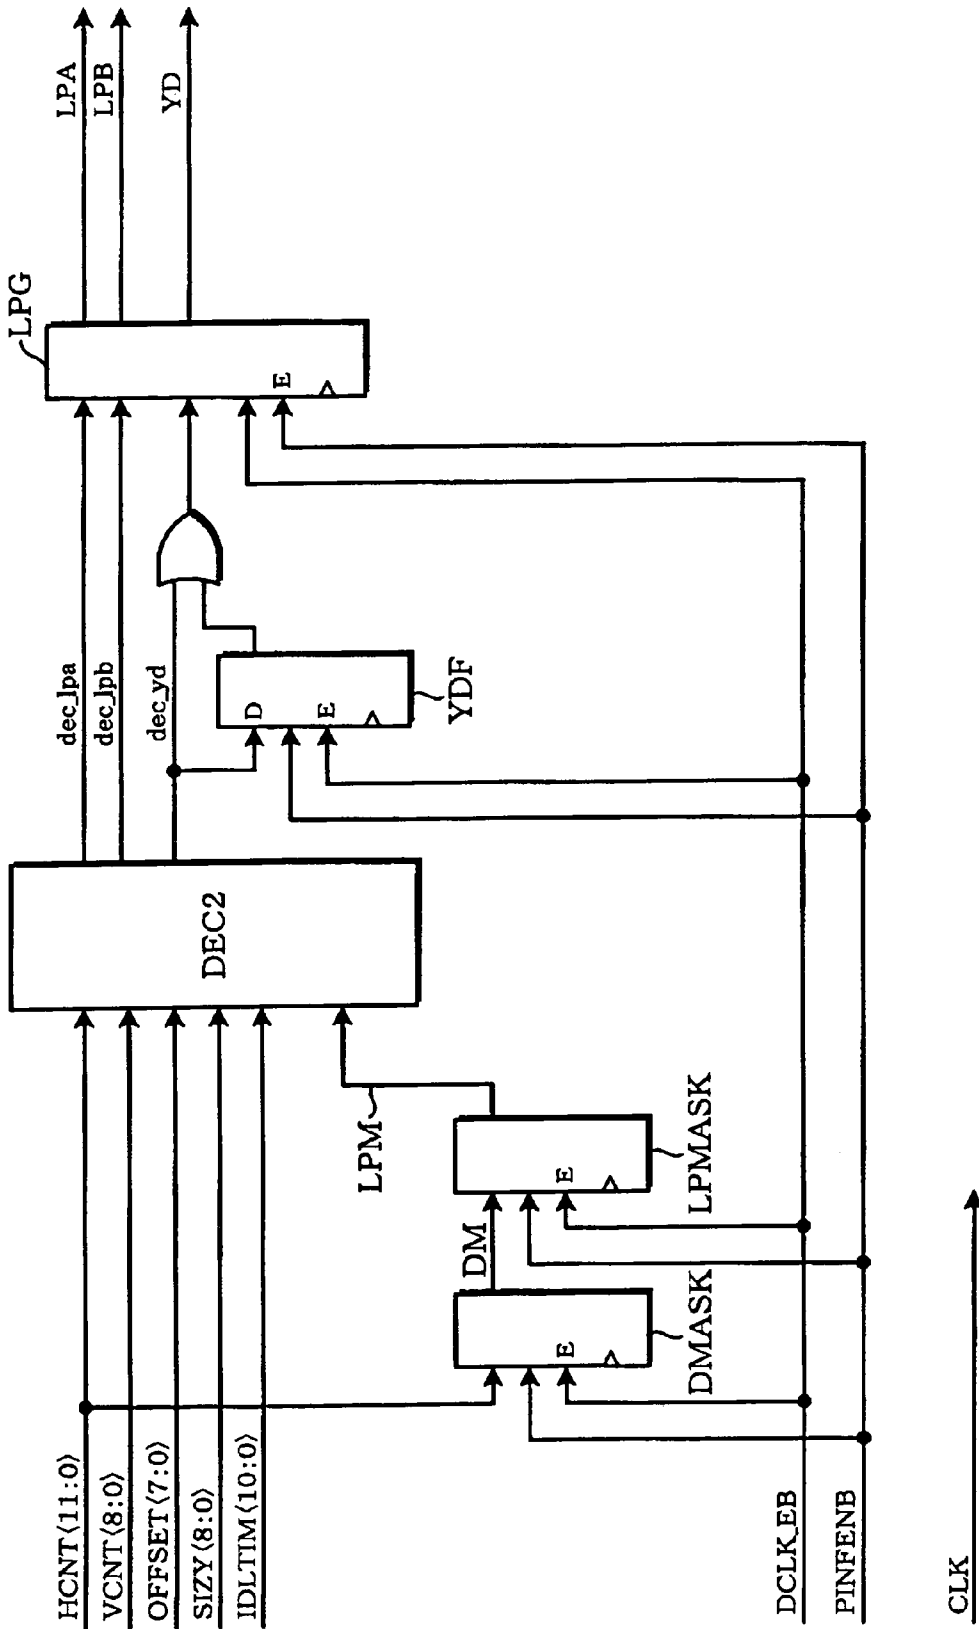 HCNT⟨11:0⟩
VCNT⟨8:0⟩
OFFSET⟨7:0⟩
SIZY⟨8:0⟩
IDLTIM⟨10:0⟩
DCLK_EB
PINFENB
CLK
DM
E
DMASK
E
LPMASK
LPM
DEC2
dec_lpa
dec_lpb
dec_yd
D
E
YDF
E
LPG
LPA
LPB
YD